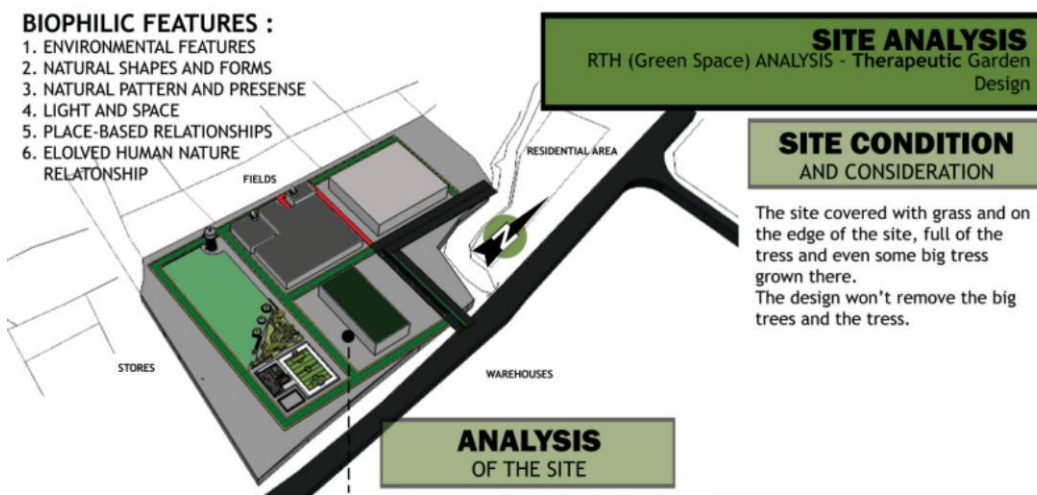 BIOPHILIC FEATURES :
1. ENVIRONMENTAL FEATURES
2. NATURAL SHAPES AND FORMS
3. NATURAL PATTERN AND PRESENSE
4. LIGHT AND SPACE
5. PLACE-BASED RELATIONSHIPS
6. ELOLVED HUMAN NATURE
RELATONSHIP
SITE ANALYSIS
RTH (Green Space) ANALYSIS - Therapeutic Garden
Design
SITE CONDITION
AND CONSIDERATION
The site covered with grass and on
the edge of the site, full of the
tress and even some big tress
grown there.
The design won't remove the big
trees and the tress.
RESIDENTIAL AREA
FIELDS
N
STORES
WAREHOUSES
ANALYSIS
OF THE SITE